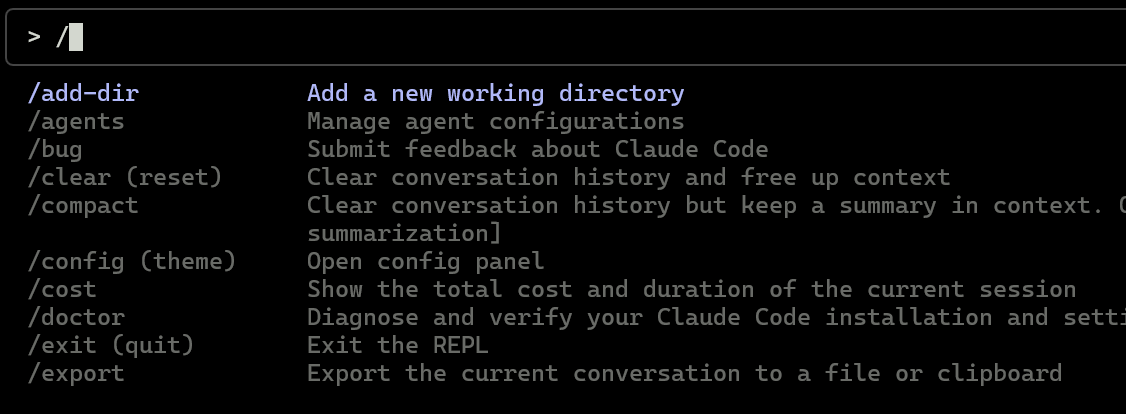 > /
/add-dir Add a new working directory
/agents Manage agent configurations
/bug Submit feedback about Claude Code
/clear (reset) Clear conversation history and free up context
/compact Clear conversation history but keep a summary in context.
summarization]
/config (theme) Open config panel
/cost Show the total cost and duration of the current session
/doctor Diagnose and verify your Claude Code installation and
/exit (quit) Exit the REPL
/export Export the current conversation to a file or clipboard